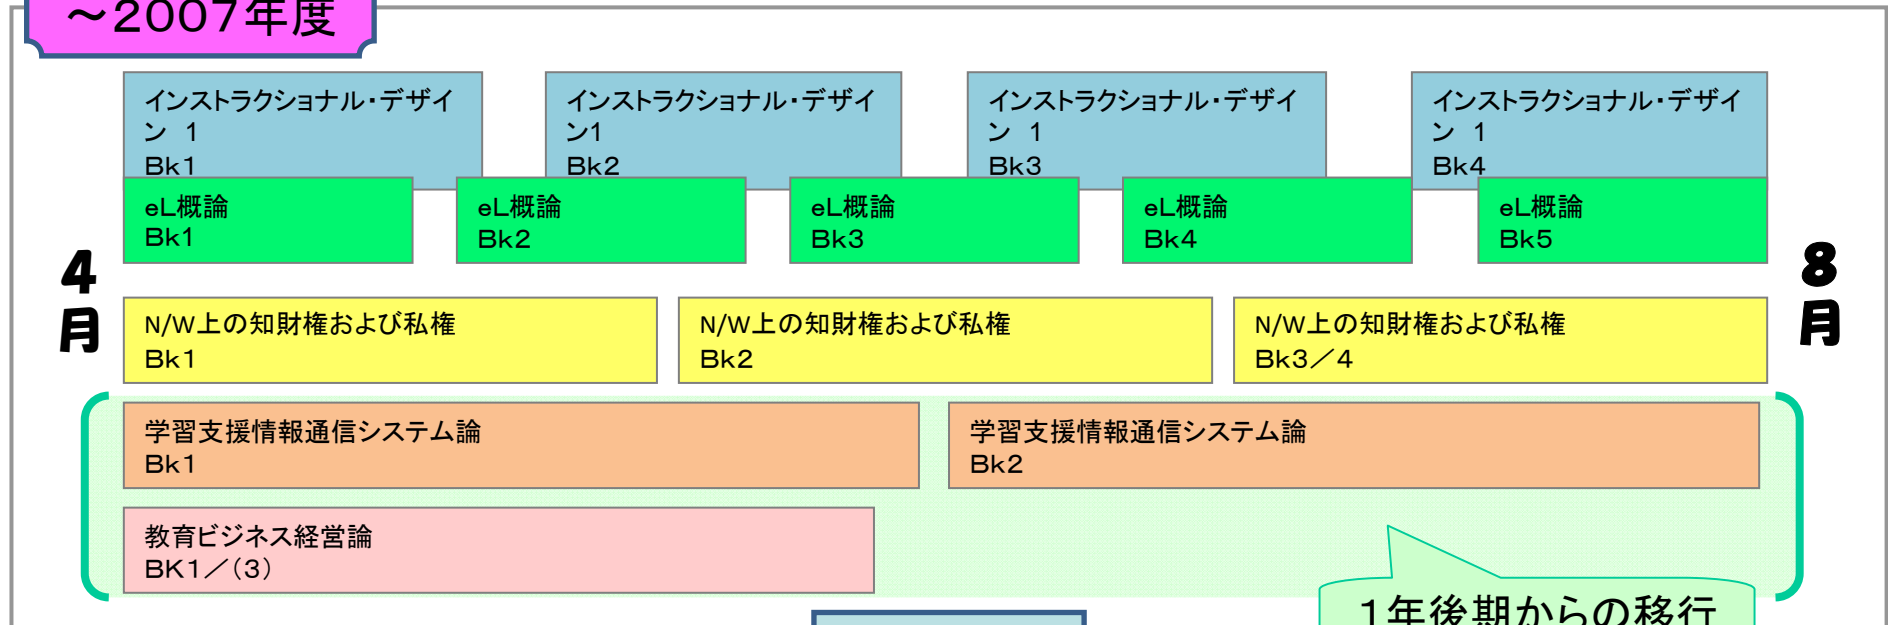 ～２００７年度
インストラクショナル・デザイ
ン １
Ｂｋ１
インストラクショナル・デザイ
ン１
Ｂｋ２
インストラクショナル・デザイ
ン １
Ｂｋ３
インストラクショナル・デザイ
ン １
Ｂｋ４
ｅＬ概論
Ｂｋ１
ｅＬ概論
Ｂｋ２
ｅＬ概論
Ｂｋ３
ｅＬ概論
Ｂｋ４
ｅＬ概論
Ｂｋ５
４
月
８
月
N/W上の知財権および私権
Ｂｋ１
N/W上の知財権および私権
Ｂｋ２
N/W上の知財権および私権
Ｂｋ３／４
学習支援情報通信システム論
Ｂｋ１
学習支援情報通信システム論
Ｂｋ２
教育ビジネス経営論
ＢＫ１／（３）
１年後期からの移行